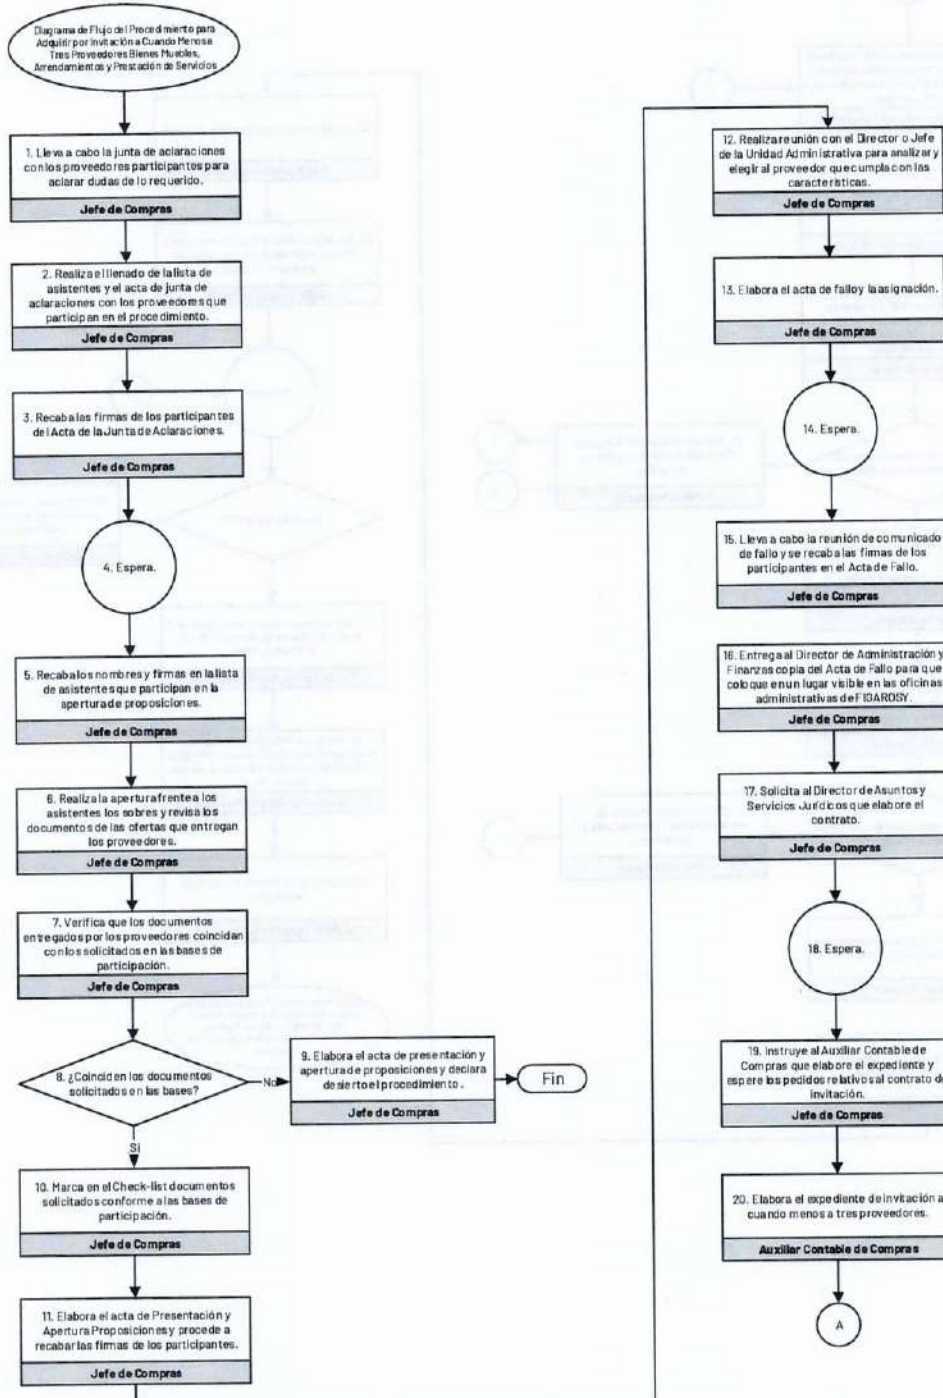 Diagrama de Flujo del Procedimiento para
Adquirir por Invitación a Cuando Menos a
Tres Proveedores Bienes Muebles,
Arrendamientos y Prestación de Servicios
1. Lleva a cabo la junta de aclaraciones
con los proveedores participantes para
aclarar dudas de lo requerido.
Jefe de Compras
2. Realiza el llenado de la lista de
asistentes y el acta de junta de
aclaraciones con los proveedores que
participan en el procedimiento.
Jefe de Compras
3. Recaba las firmas de los participantes
del Acta de la Junta de Aclaraciones.
Jefe de Compras
4. Espera.
5. Recaba los nombres y firmas en la lista
de asistentes que participan en la
apertura de proposiciones.
Jefe de Compras
6. Realiza la apertura frente a los
asistentes los sobres y revisa los
documentos de las ofertas que entregan
los proveedores.
Jefe de Compras
7. Verifica que los documentos
entregados por los proveedores coincidan
con los solicitados en las bases de
participación.
Jefe de Compras
8. ¿Coinciden los documentos
solicitados en las bases?
No
9. Elabora el acta de presentación y
apertura de proposiciones y declara
desierto el procedimiento.
Jefe de Compras
Fin
Si
10. Marca en el Check-list documentos
solicitados conforme a las bases de
participación.
Jefe de Compras
11. Elabora el acta de Presentación y
Apertura Proposiciones y procede a
recabar las firmas de los participantes.
Jefe de Compras
12. Realiza reunión con el Director o Jefe
de la Unidad Administrativa para analizar y
elegir al proveedor que cumpla con las
características.
Jefe de Compras
13. Elabora el acta de fallo y la asignación.
Jefe de Compras
14. Espera.
15. Lleva a cabo la reunión de comunicado
de fallo y se recaba las firmas de los
participantes en el Acta de Fallo.
Jefe de Compras
16. Entrega al Director de Administración y
Finanzas copia del Acta de Fallo para que
coloque en un lugar visible en las oficinas
administrativas de FIGAROSY.
Jefe de Compras
17. Solicita al Director de Asuntos y
Servicios Jurídicos que elabore el
contrato.
Jefe de Compras
18. Espera.
19. Instruye al Auxiliar Contable de
Compras que elabore el expediente y
espere los pedidos relativos al contrato de
invitación.
Jefe de Compras
20. Elabora el expediente de invitación a
cuando menos a tres proveedores.
Auxiliar Contable de Compras
A